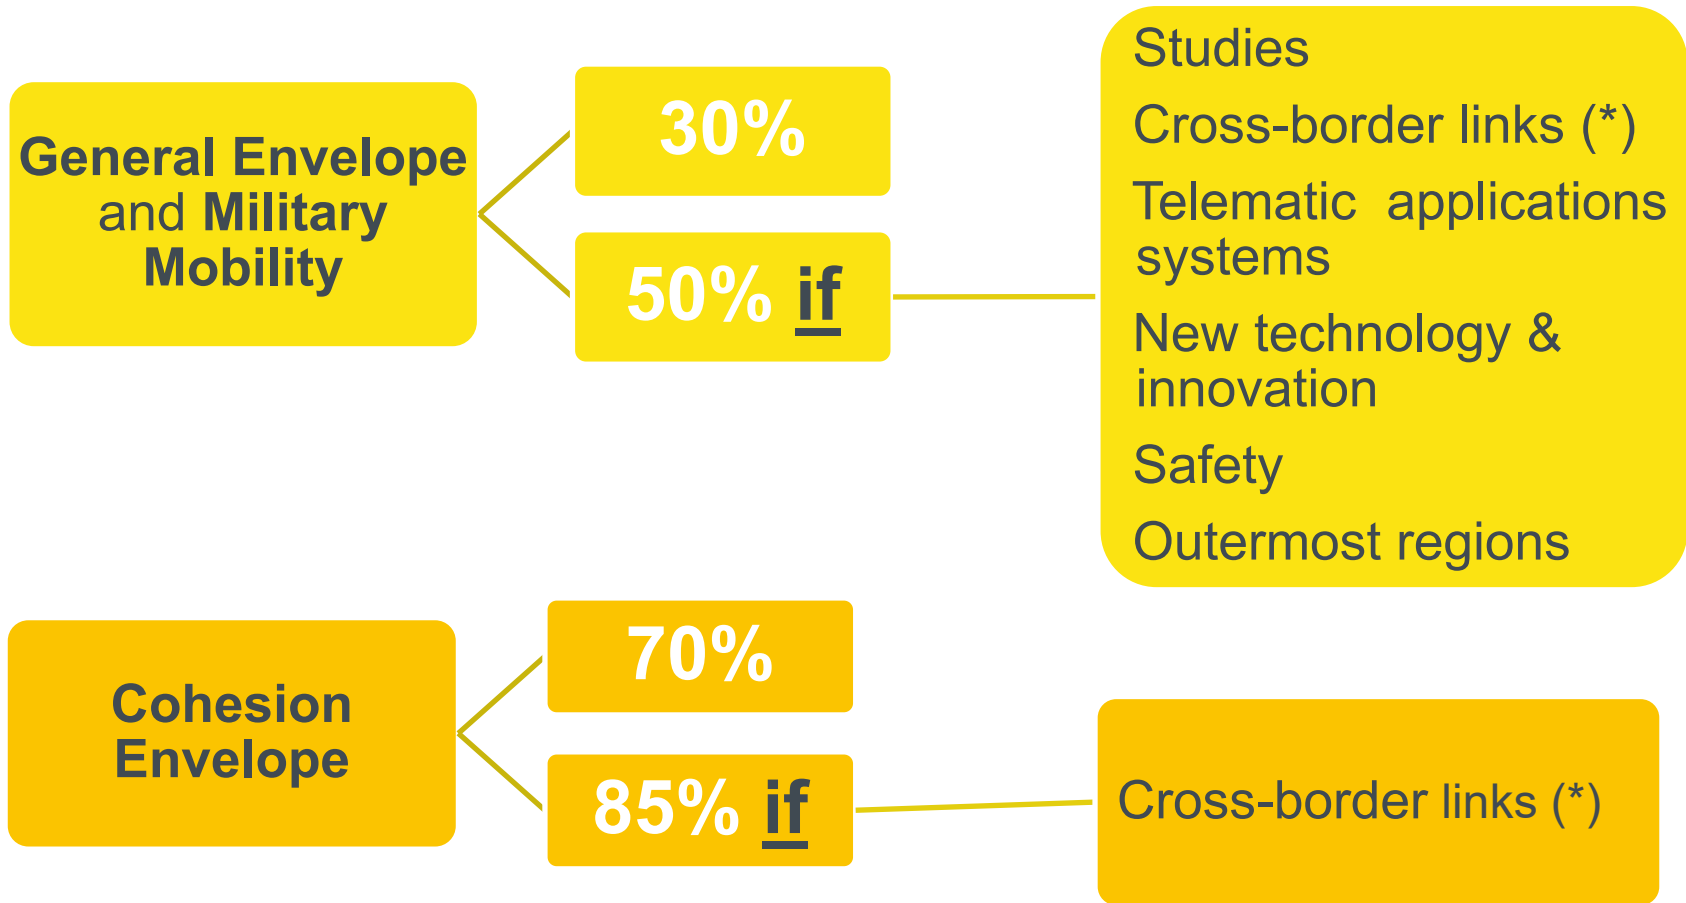 General Envelope
and Military
Mobility
30%
50% if
Studies
Cross-border links (*)
Telematic applications
systems
New technology &
innovation
Safety
Outermost regions
Cohesion
Envelope
70%
85% if
Cross-border links (*)